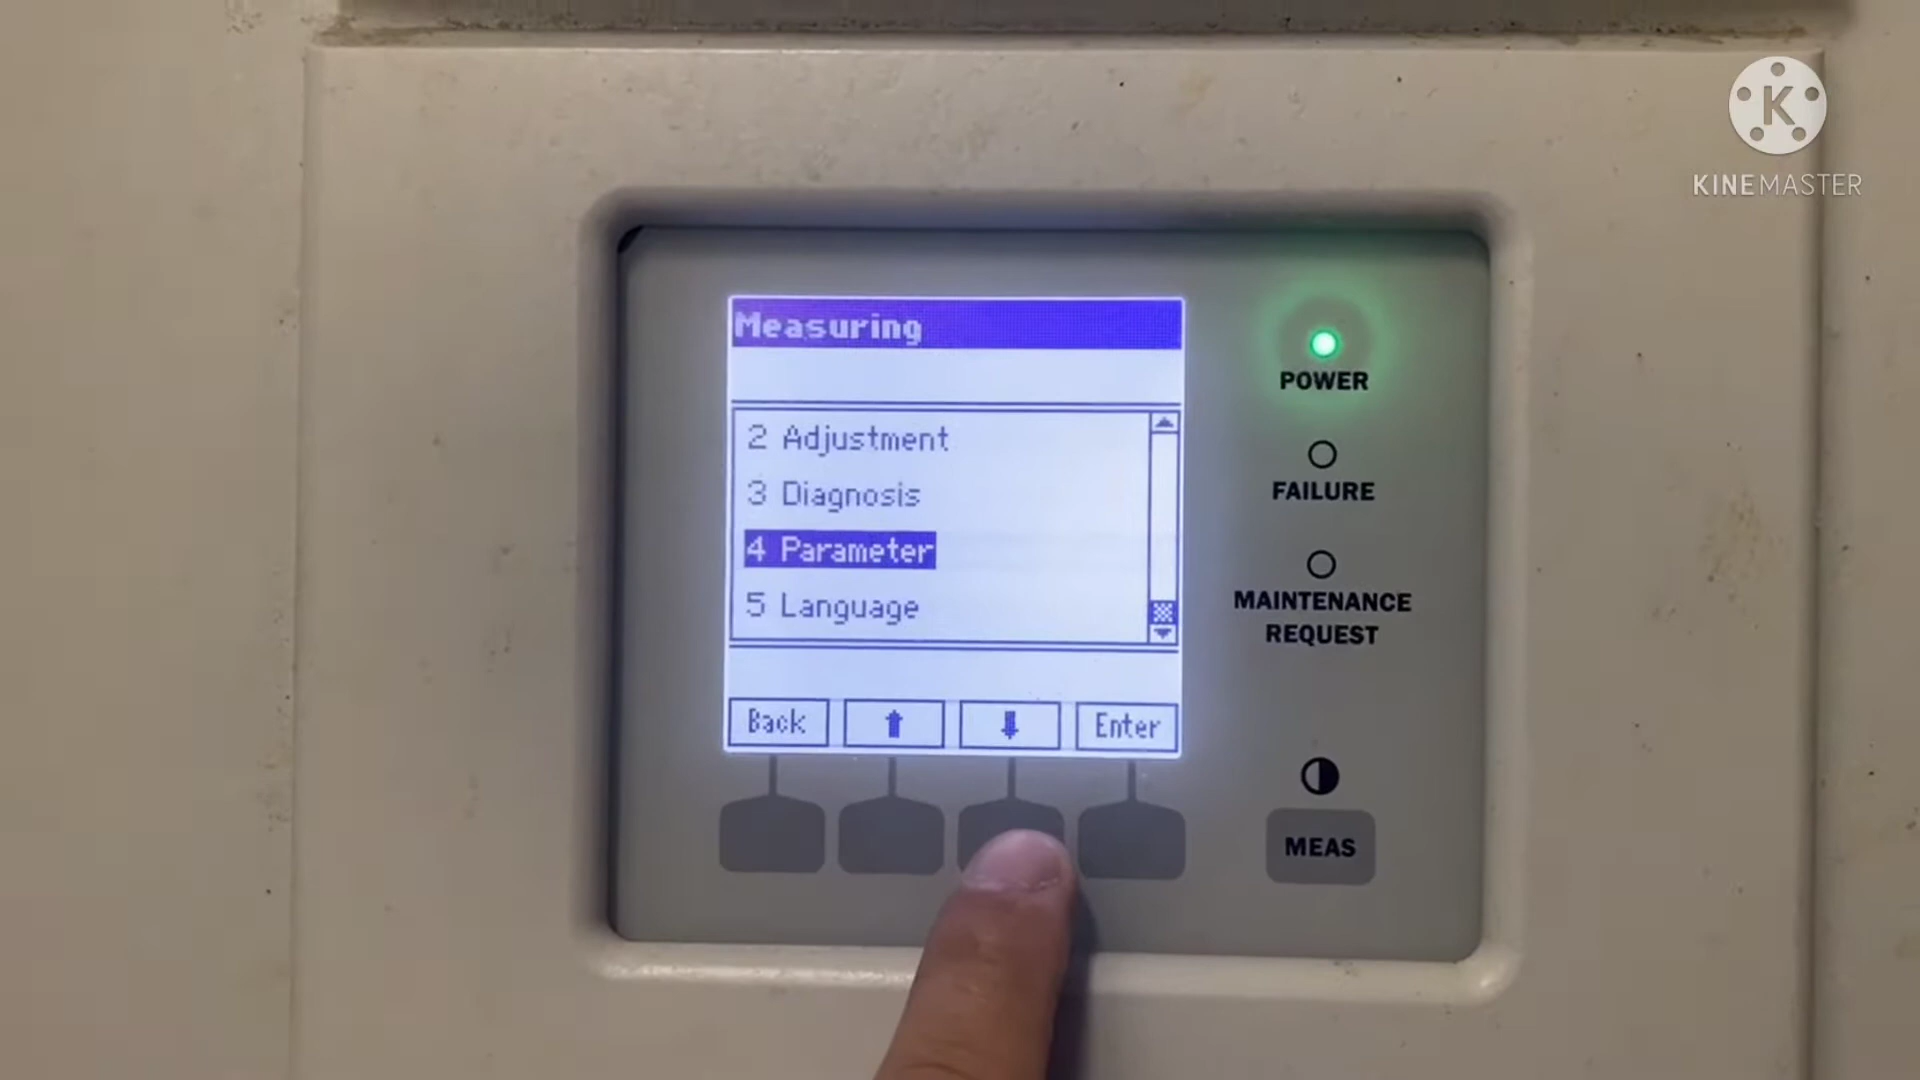 K
KINEMASTER
Measuring
2 Adjustment
3 Diagnosis
4 Parameter
5 Language
Back
Enter
POWER
FAILURE
MAINTENANCE
REQUEST
MEAS